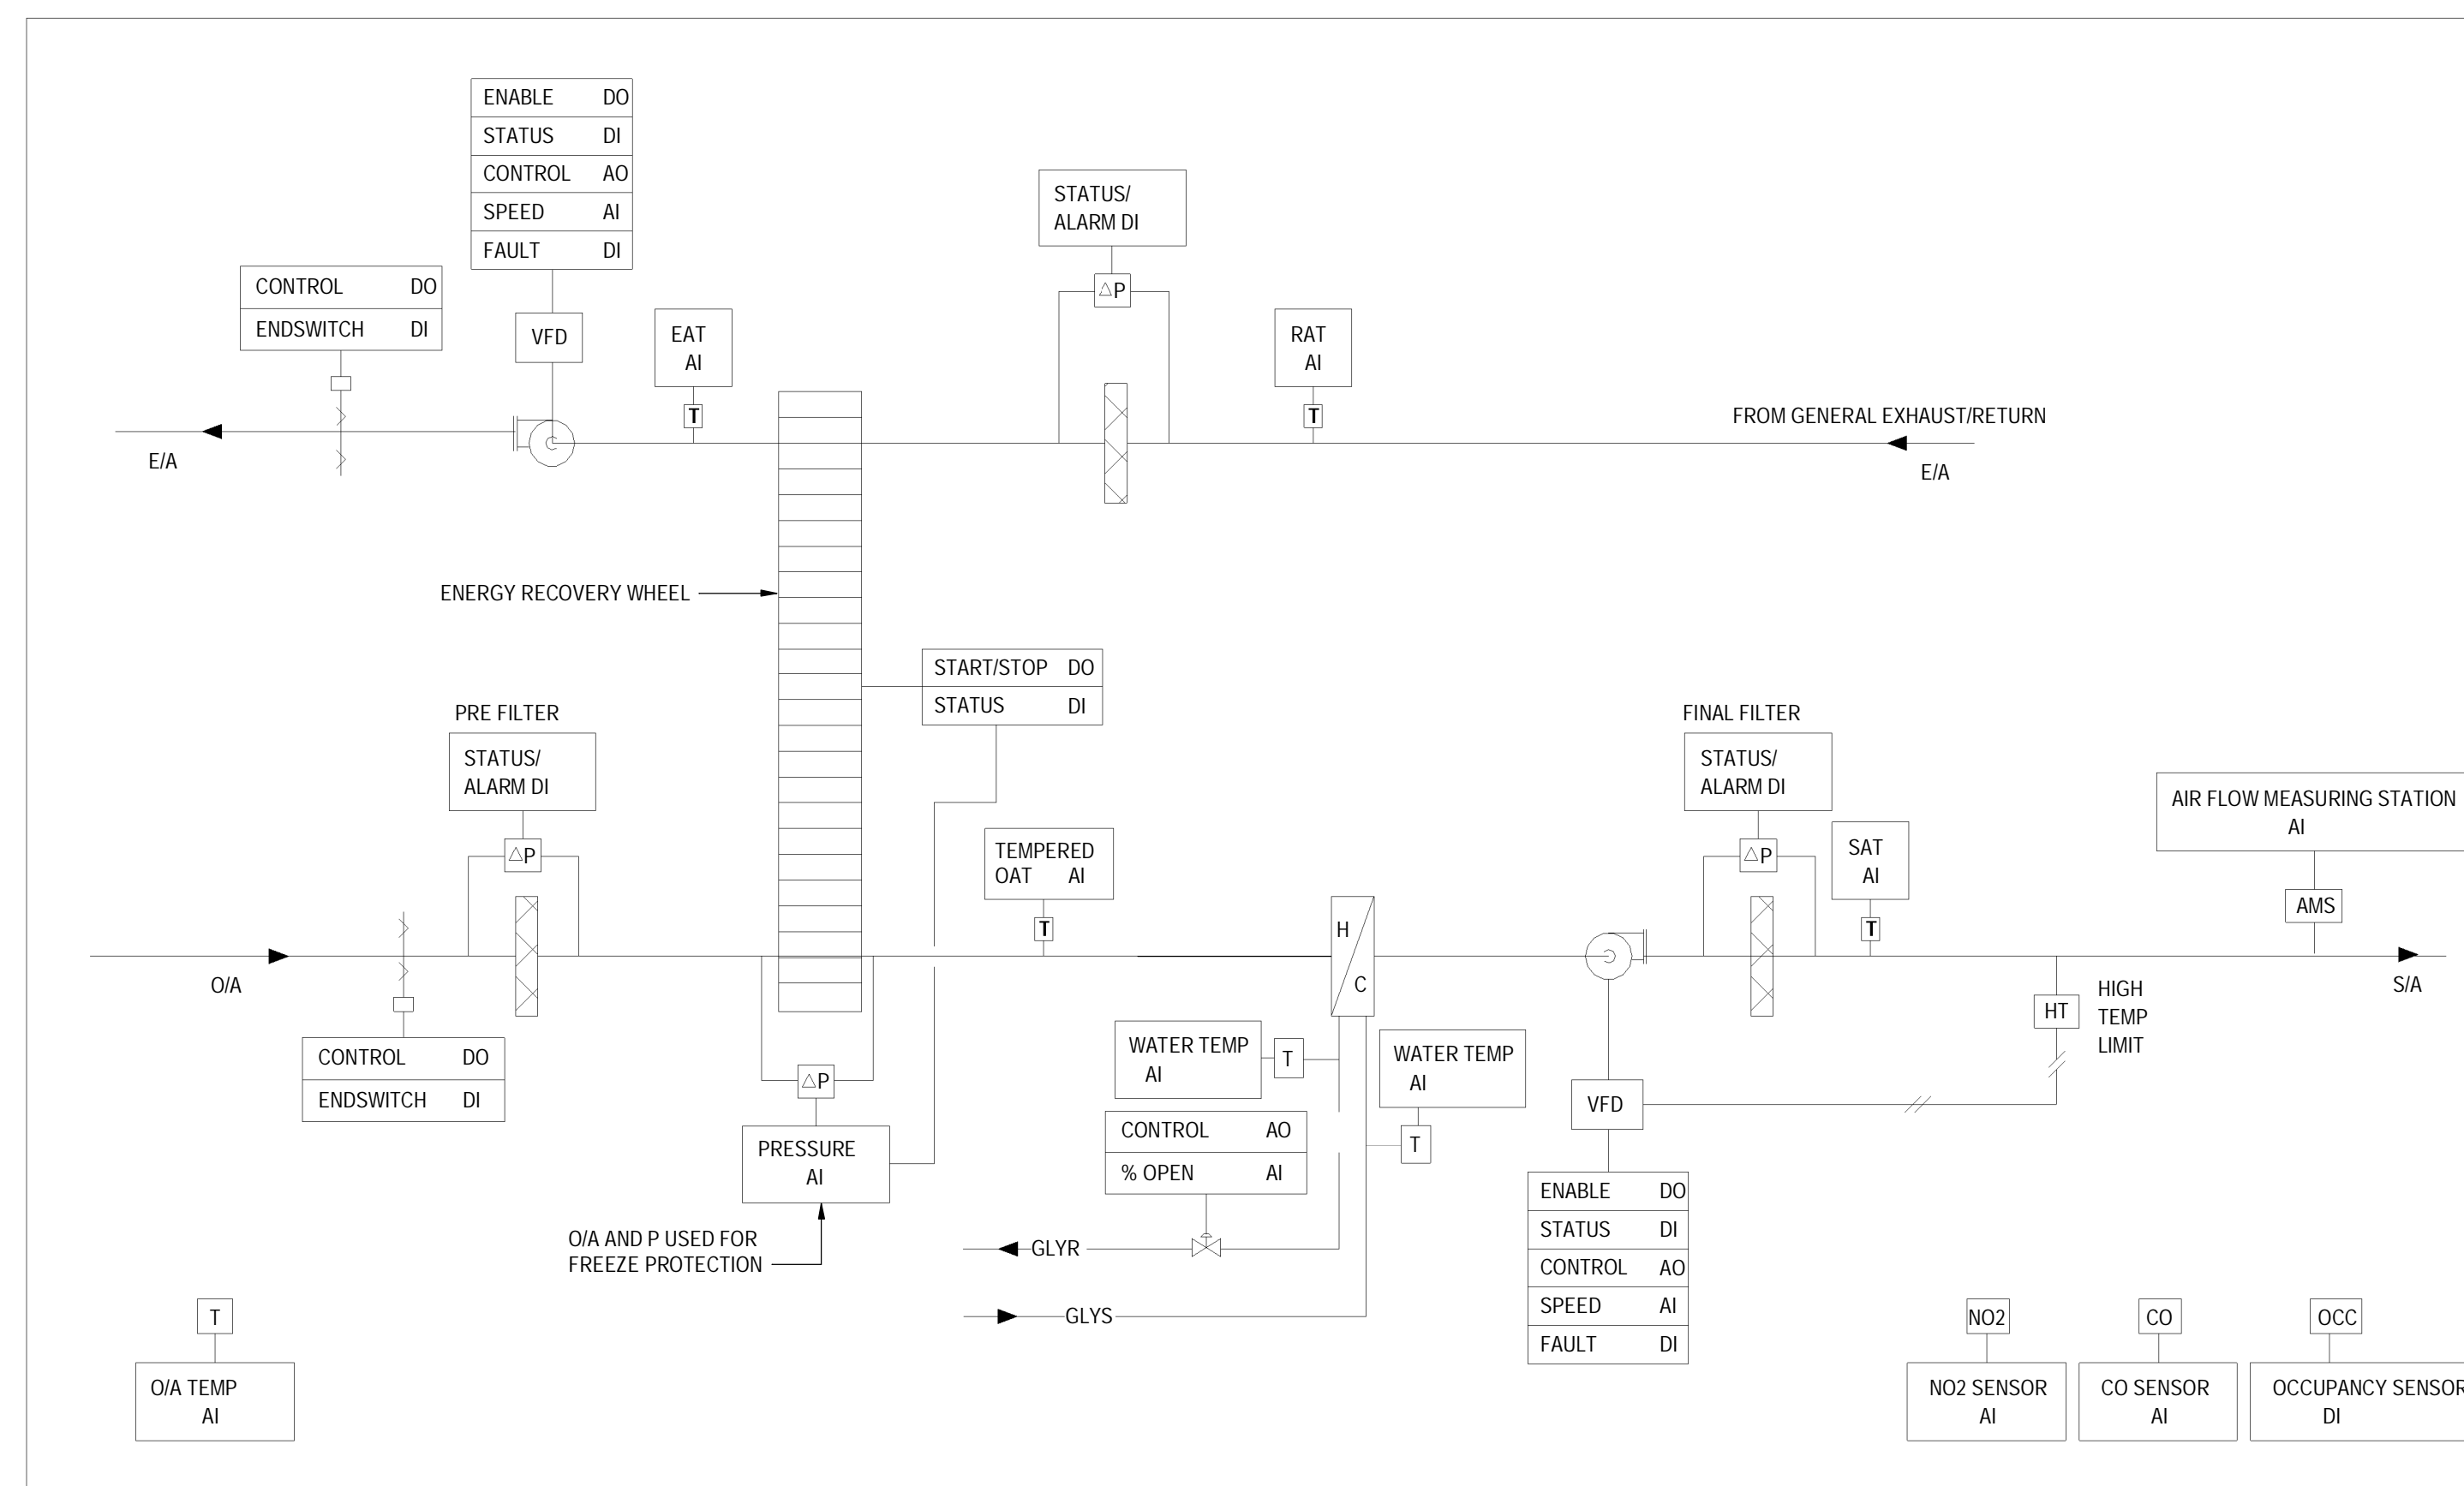 ENABLE DO
STATUS DI
CONTROL AO
SPEED AI
FAULT DI
STATUS/
ALARM DI
CONTROL DO
ENDSWITCH DI
△P
VFD
EAT
AI
RAT
AI
T
T
FROM GENERAL EXHAUST/RETURN
E/A
E/A
ENERGY RECOVERY WHEEL
START/STOP DO
STATUS DI
PRE FILTER
STATUS/
ALARM DI
△P
FINAL FILTER
STATUS/
ALARM DI
△P
AIR FLOW MEASURING STATION
AI
AMS
TEMPERED
OAT AI
T
SAT
AI
T
H
C
O/A
S/A
HT
HIGH
TEMP
LIMIT
CONTROL DO
ENDSWITCH DI
△P
PRESSURE
AI
WATER TEMP
AI
T
WATER TEMP
AI
T
VFD
CONTROL AO
% OPEN AI
O/A AND P USED FOR
FREEZE PROTECTION
GLYR
GLYS
ENABLE DO
STATUS DI
CONTROL AO
SPEED AI
FAULT DI
T
O/A TEMP
AI
NO2
NO2 SENSOR
AI
CO
CO SENSOR
AI
OCC
OCCUPANCY SENSOR
DI